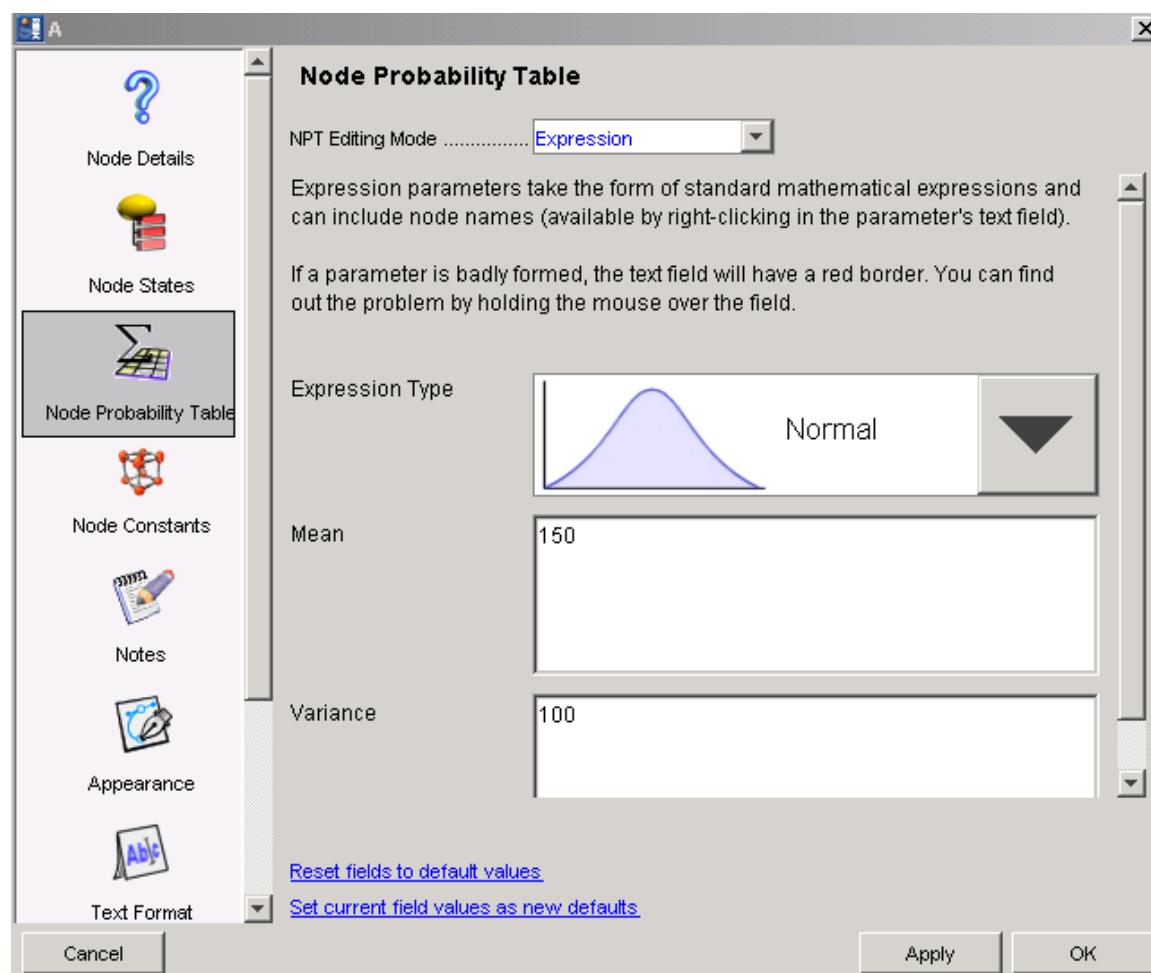 A
Node Details
Node States
Node Probability Table
Node Constants
Notes
Appearance
Text Format
Node Probability Table
NPT Editing Mode ................ Expression
Expression parameters take the form of standard mathematical expressions and
can include node names (available by right-clicking in the parameter's text field).
If a parameter is badly formed, the text field will have a red border. You can find
out the problem by holding the mouse over the field.
Expression Type
Normal
Mean
150
Variance
100
Reset fields to default values
Set current field values as new defaults
Cancel
Apply
OK